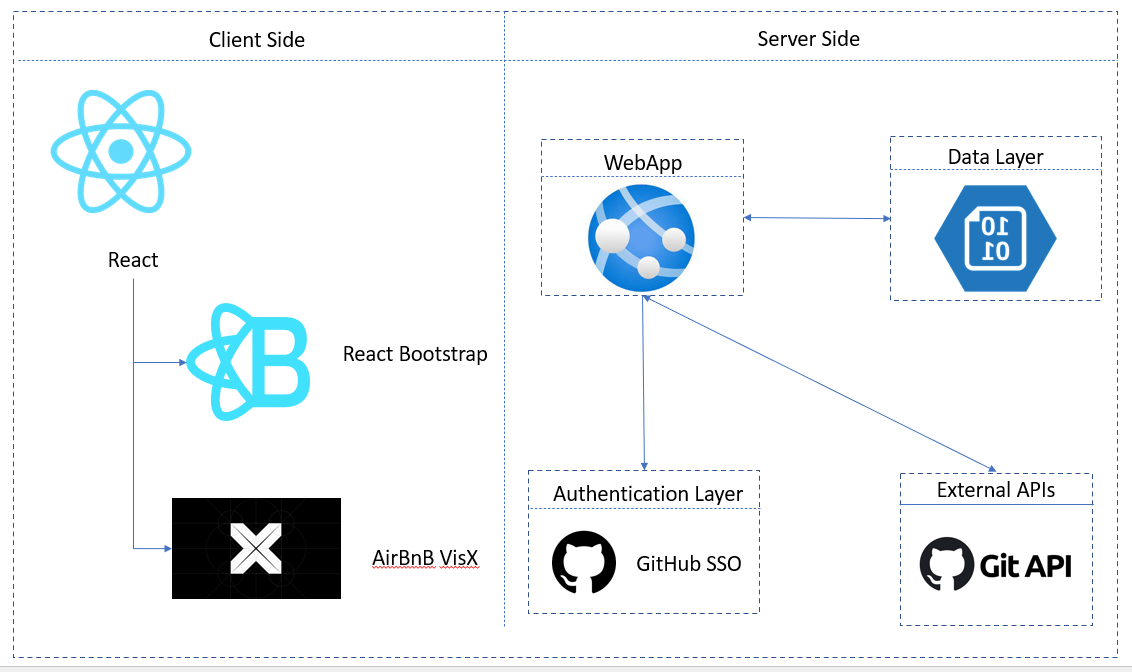 Client Side
Server Side
WebApp
Data Layer
10
01
React
B
React Bootstrap
Authentication Layer
External APIs
AirBnB VisX
GitHub SSO
Git API